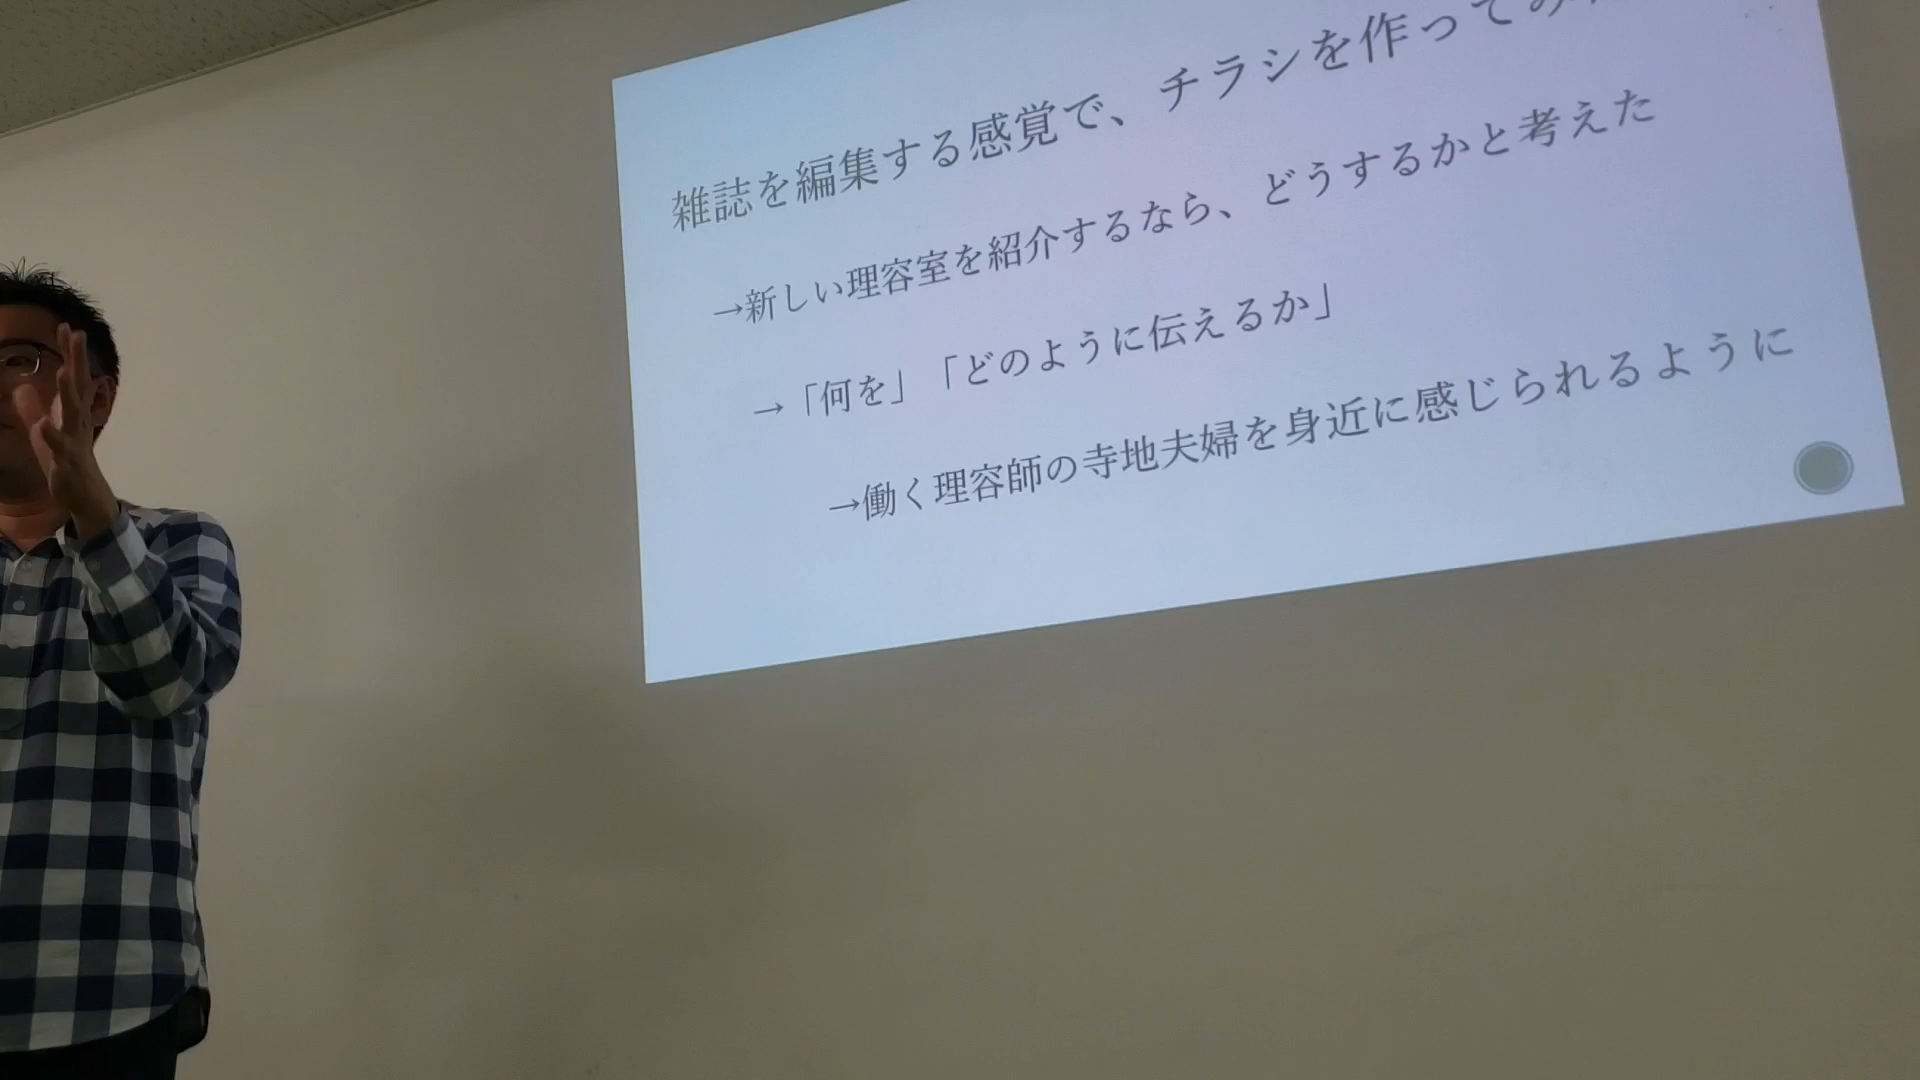 雑誌を編集する感覚で、チラシを作ってみ
→新しい理容室を紹介するなら、どうするかと考えた
→「何を」「どのように伝えるか」
→働く理容師の寺地夫婦を身近に感じられるように